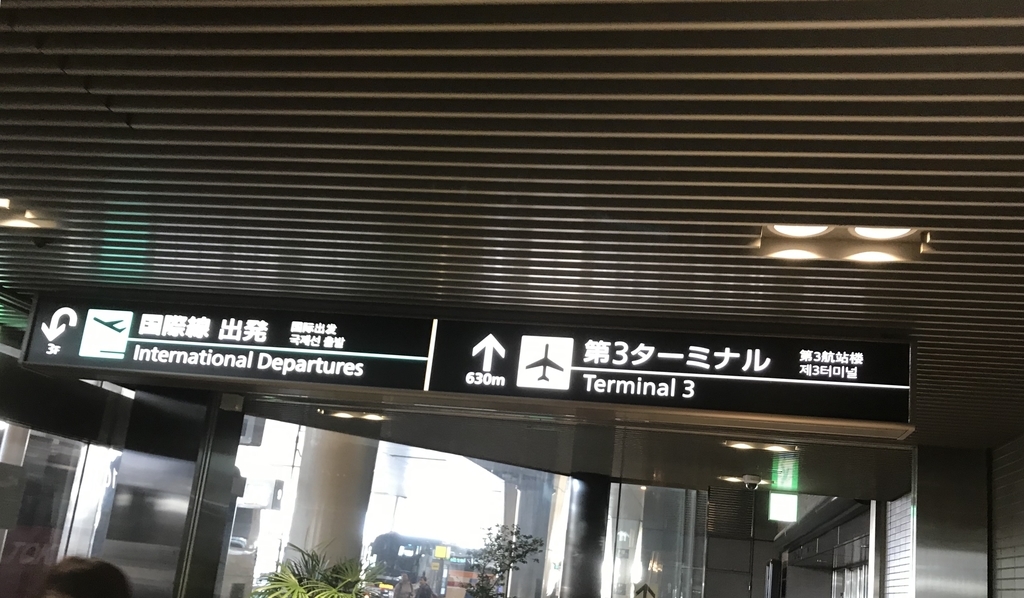 3F
国際線 出発
国际出发
국제선 출발
International Departures
630m
第3ターミナル
第3航站楼
제3터미널
Terminal 3